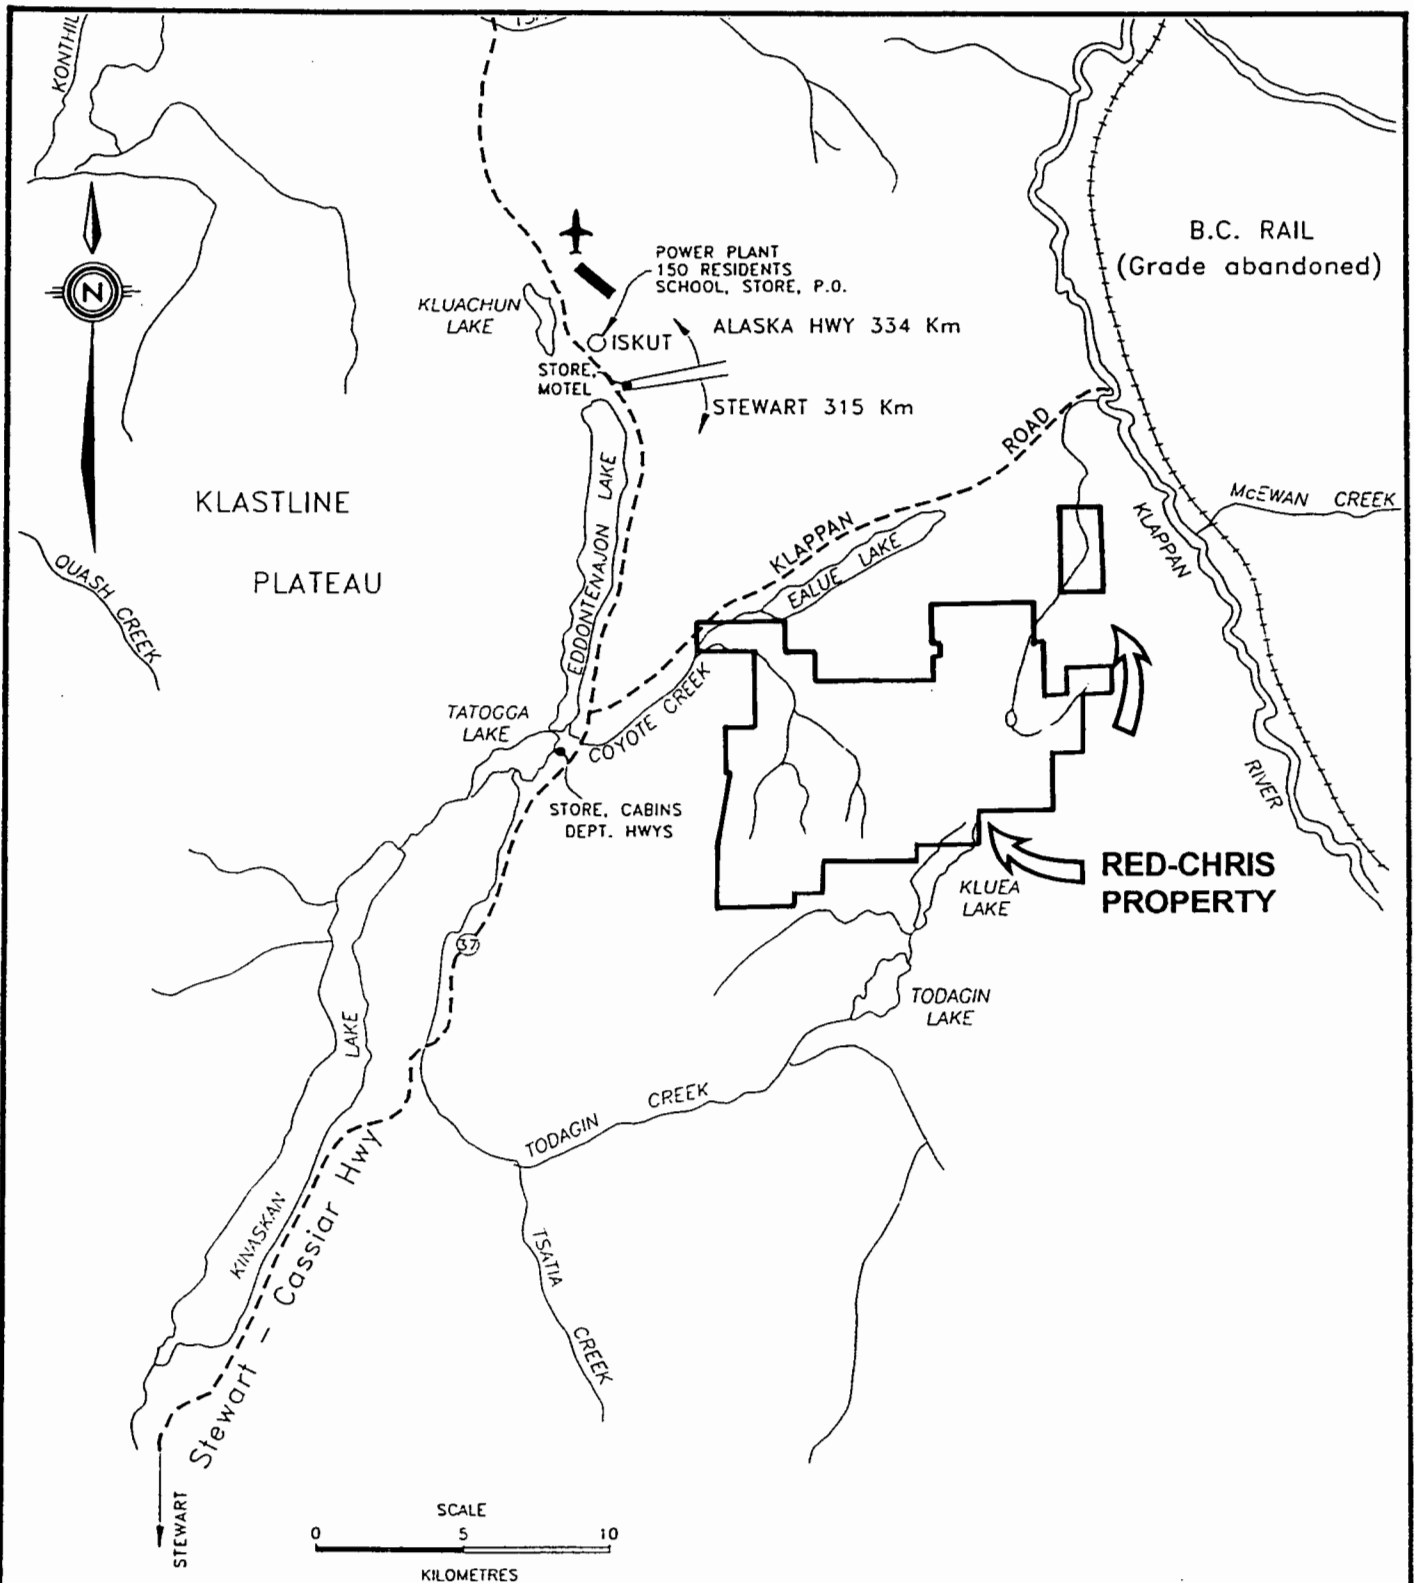 KONTHIL
N
POWER PLANT
150 RESIDENTS
SCHOOL, STORE, P.O.
B.C. RAIL
(Grade abandoned)
KLUACHUN
LAKE
ISKUT
ALASKA HWY 334 Km
STORE,
MOTEL
STEWART 315 Km
KLAPPAN ROAD
McEWAN CREEK
KLASTLINE
PLATEAU
EDDONTENAJON LAKE
EALUE LAKE
KLAPPAN RIVER
QUASH CREEK
TATOGGA
LAKE
COYOTE CREEK
STORE, CABINS
DEPT. HWYS
RED-CHRIS
PROPERTY
KLUEA
LAKE
37
TODAGIN
LAKE
KINASKAN LAKE
TODAGIN CREEK
Stewart - Cassiar Hwy
TSATIA CREEK
STEWART
SCALE
0 5 10
KILOMETRES